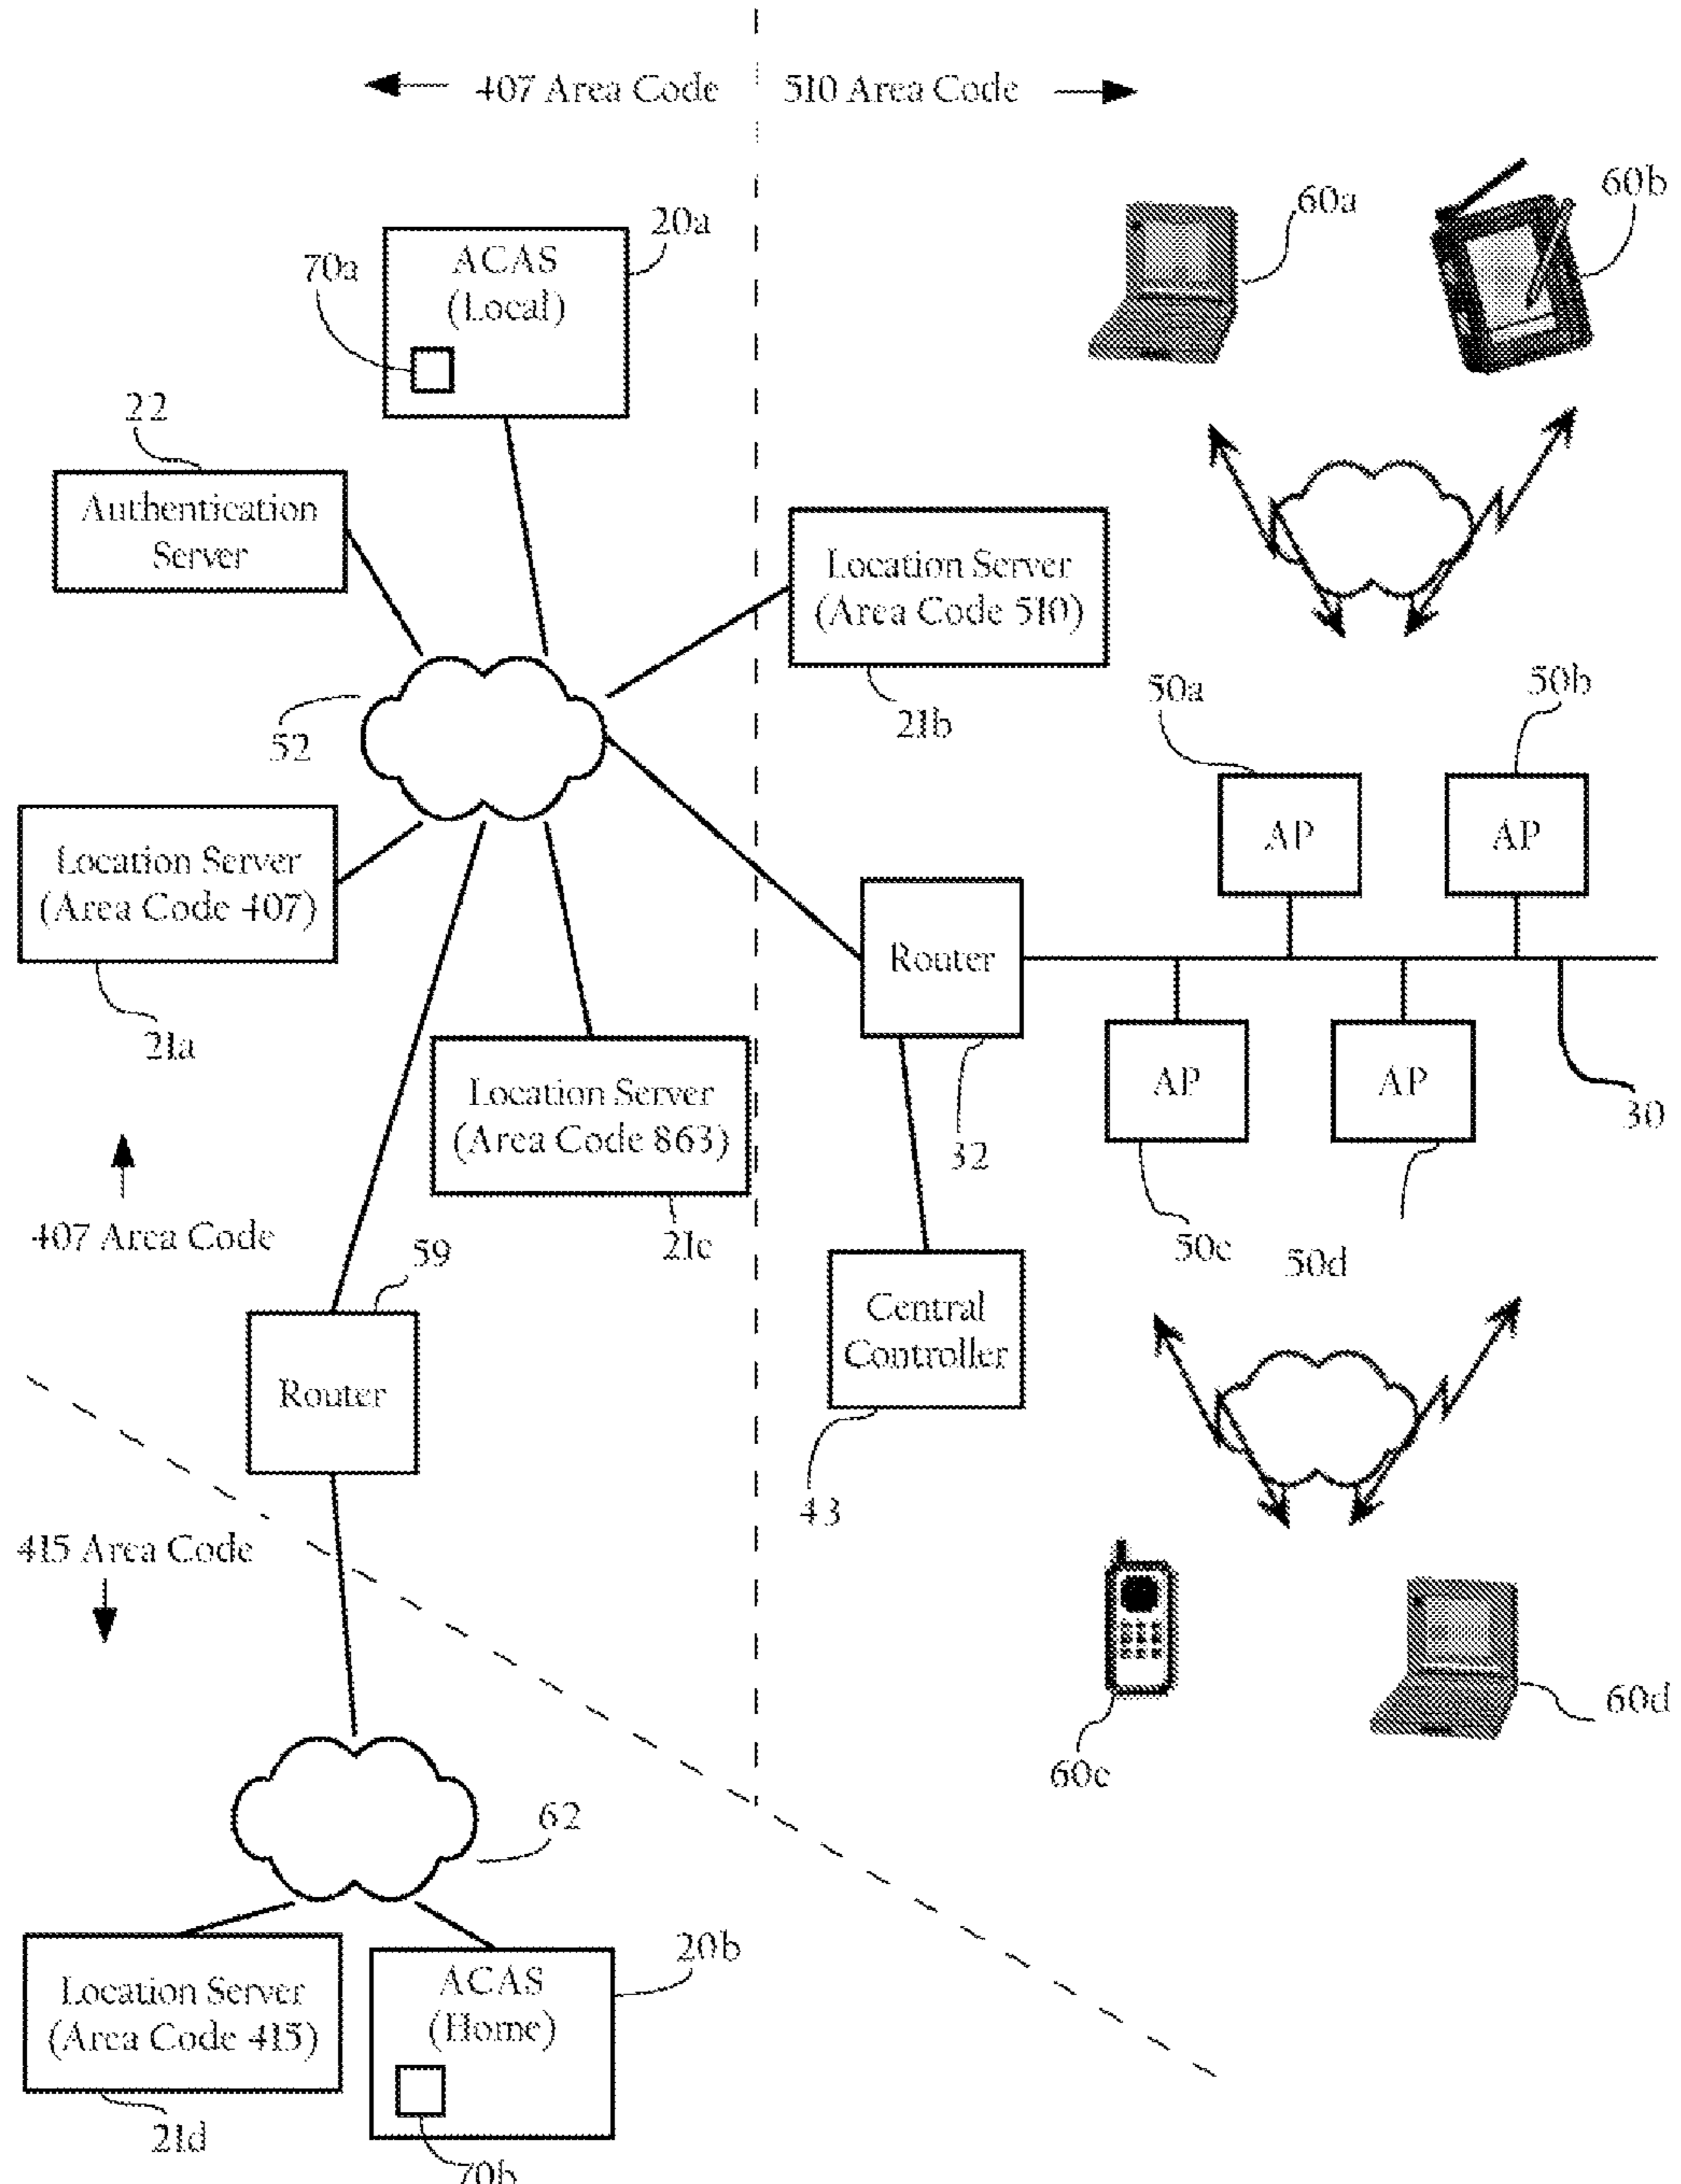 407 Area Code
510 Area Code
60a
60b
20a
70a
ACAS
(Local)
22
Authentication
Server
Location Server
(Area Code 510)
21b
52
50a
50b
AP
AP
Location Server
(Area Code 407)
21a
Router
32
AP
AP
30
Location Server
(Area Code 863)
21c
407 Area Code
59
50c
50d
Central
Controller
43
Router
415 Area Code
60c
60d
62
20b
Location Server
(Area Code 415)
21d
ACAS
(Home)
70b